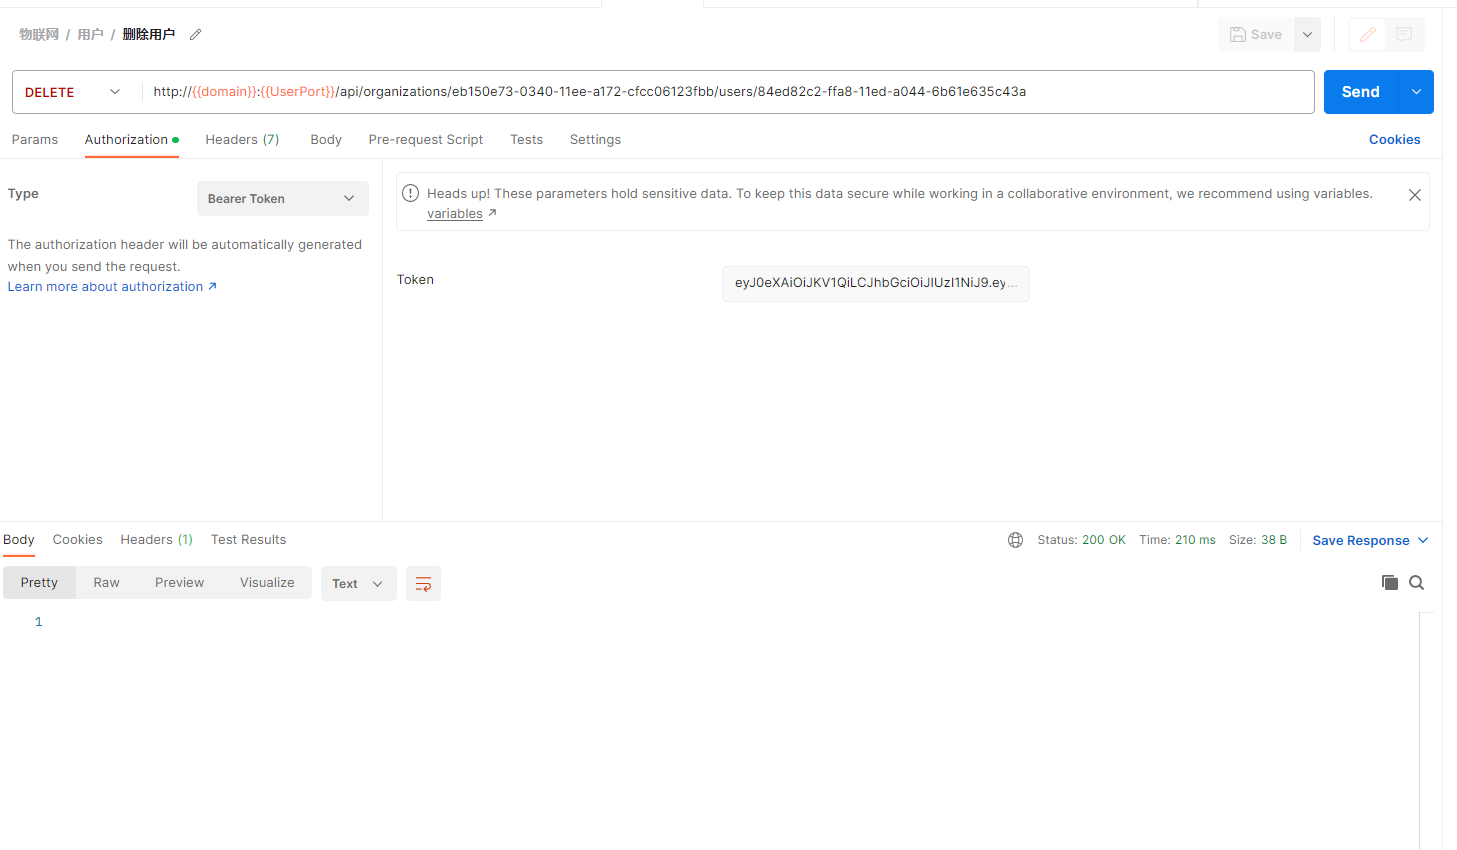 物联网 / 用户 / 删除用户
Save
DELETE http://{{domain}}:{{UserPort}}/api/organizations/eb150e73-0340-11ee-a172-cfcc06123fbb/users/84ed82c2-ffa8-11ed-a044-6b61e635c43a Send
Params Authorization Headers (7) Body Pre-request Script Tests Settings Cookies
Type Bearer Token
The authorization header will be automatically generated
when you send the request.
Learn more about authorization ↗
Heads up! These parameters hold sensitive data. To keep this data secure while working in a collaborative environment, we recommend using variables.
variables ↗
Token eyJ0eXAiOiJKV1QiLCJhbGciOiJIUzI1NiJ9.ey...
Body Cookies Headers (1) Test Results Status: 200 OK Time: 210 ms Size: 38 B Save Response
Pretty Raw Preview Visualize Text
1